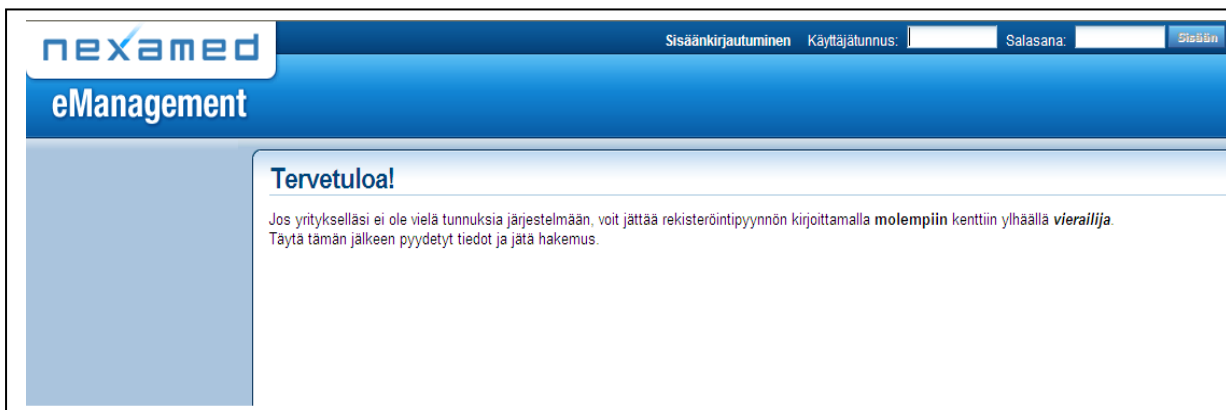 nexamed
Sisäänkirjautuminen Käyttäjätunnus: Salasana: Sisään
eManagement
Tervetuloa!
Jos yritykselläsi ei ole vielä tunnuksia järjestelmään, voit jättää rekisteröintipyynnön kirjoittamalla molempiin kenttiin ylhäällä vierailija.
Täytä tämän jälkeen pyydetyt tiedot ja jätä hakemus.